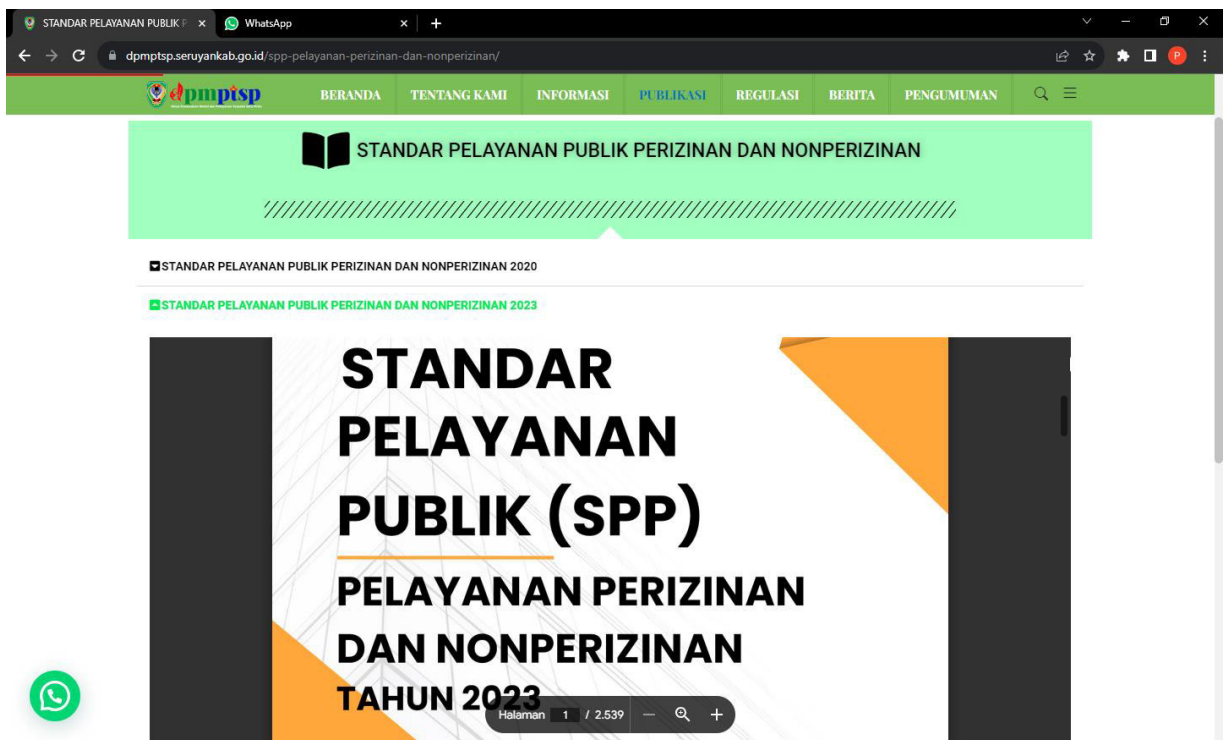 STANDAR PELAYANAN PUBLIK P
WhatsApp
dpmptsp.seruyankab.go.id/spp-pelayanan-perizinan-dan-nonperizinan/
P
dpmptsp
BERANDA TENTANG KAMI INFORMASI PUBLIKASI REGULASI BERITA PENGUMUMAN
STANDAR PELAYANAN PUBLIK PERIZINAN DAN NONPERIZINAN
STANDAR PELAYANAN PUBLIK PERIZINAN DAN NONPERIZINAN 2020
STANDAR PELAYANAN PUBLIK PERIZINAN DAN NONPERIZINAN 2023
STANDAR
PELAYANAN
PUBLIK (SPP)
PELAYANAN PERIZINAN
DAN NONPERIZINAN
TAHUN 2023
Halaman 1 / 2.539